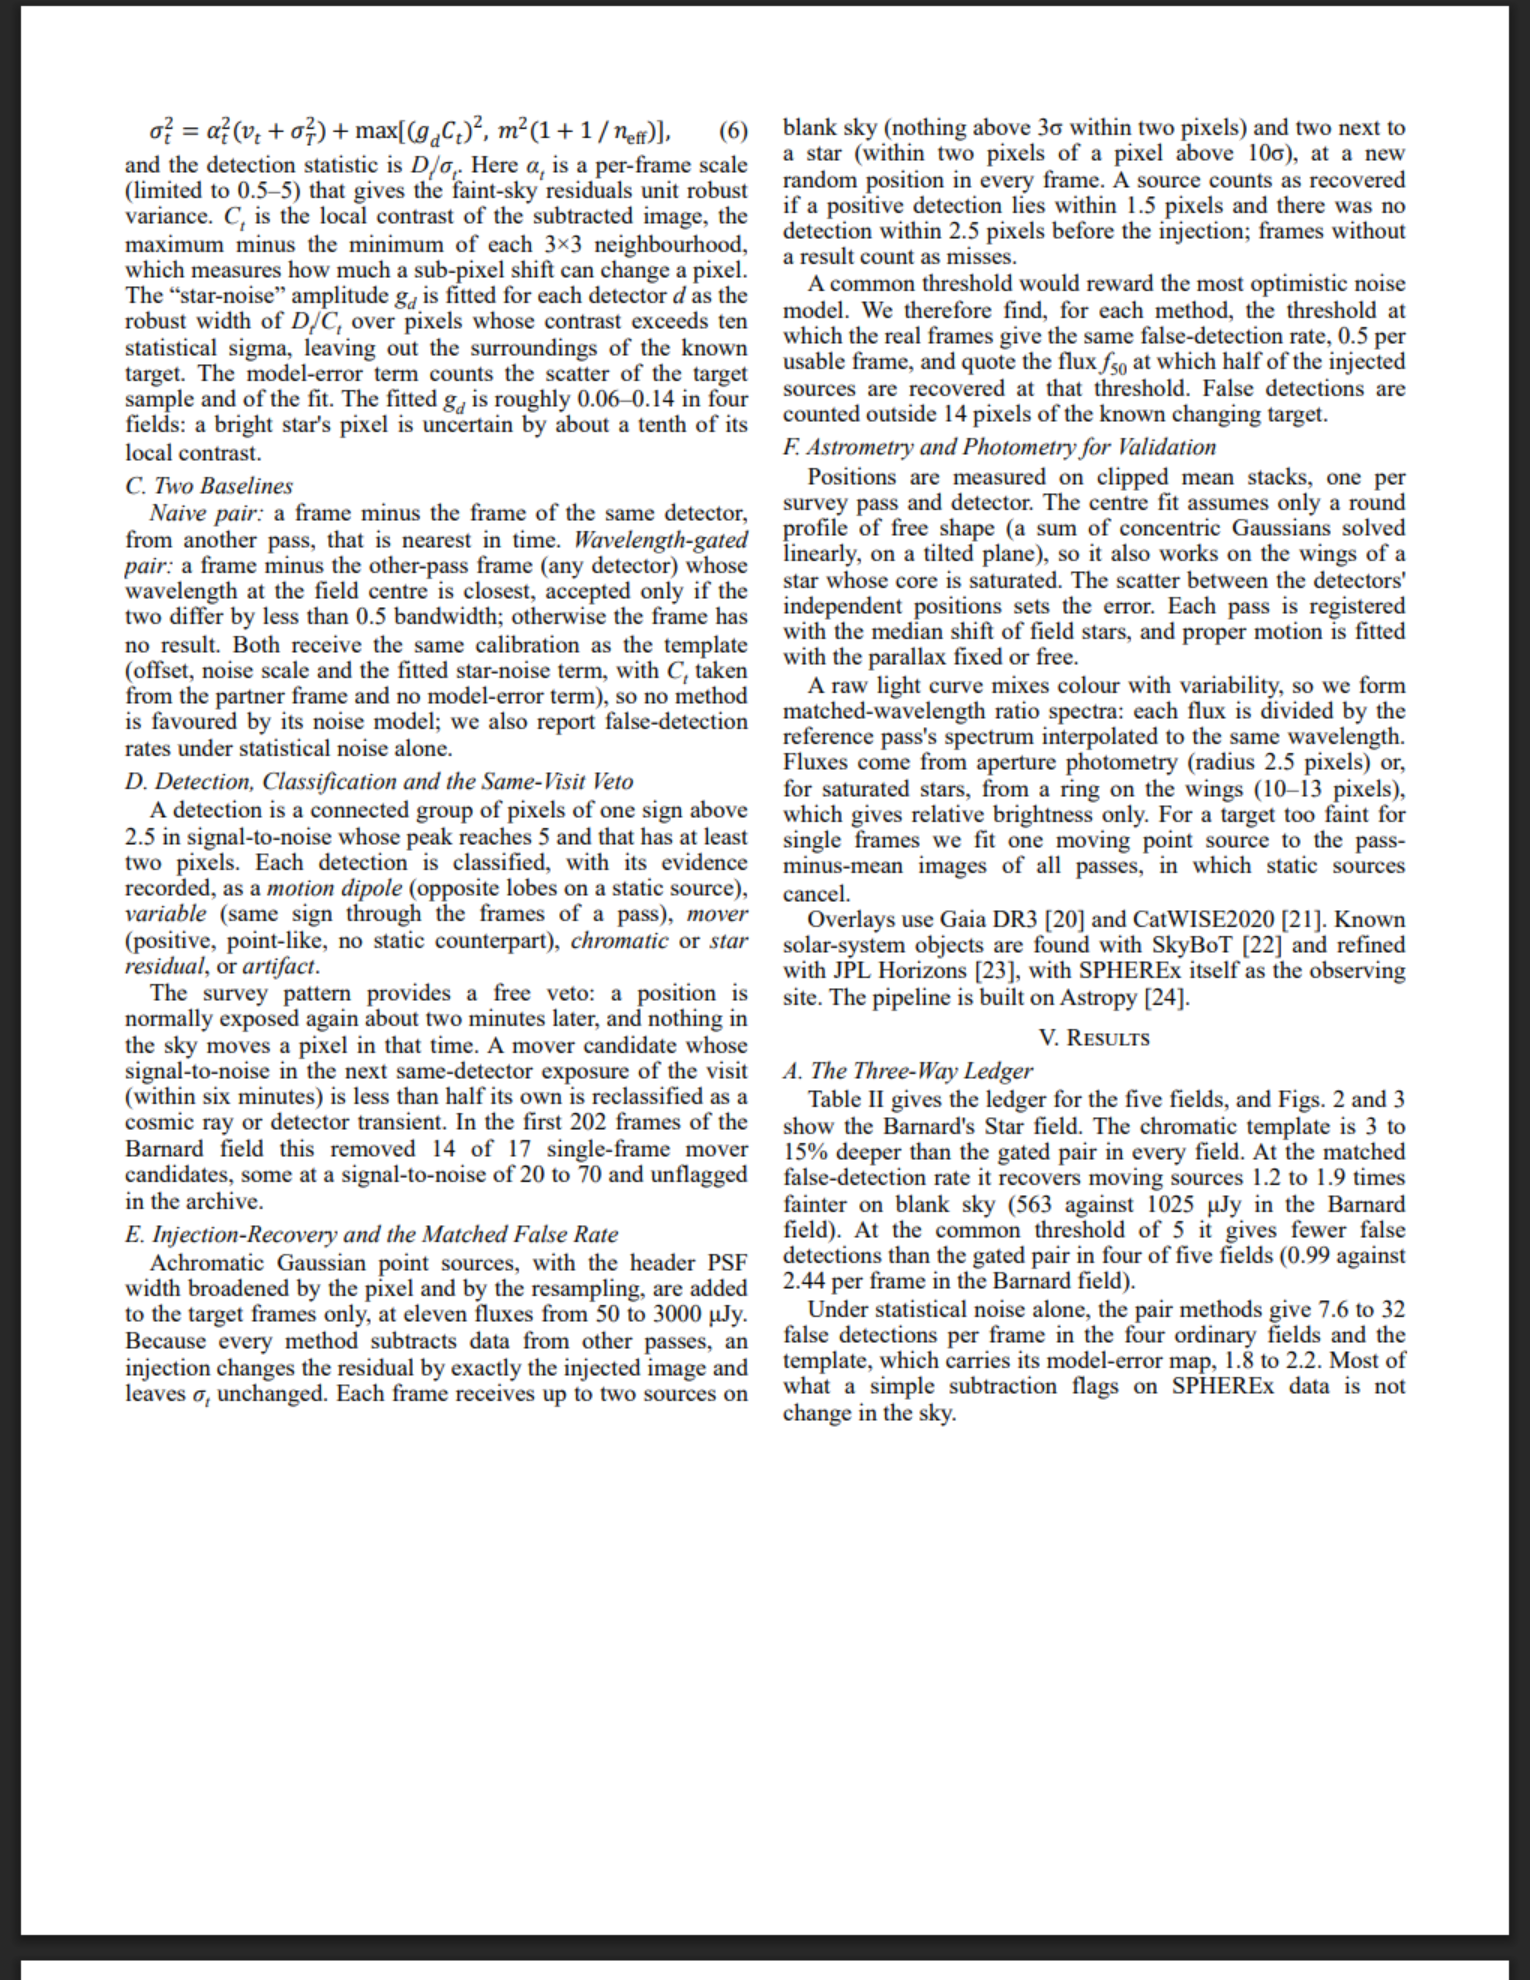 σ_t^2 = α_t^2(v_t + σ_T^2) + max[(g_d C_t)^2, m^2(1 + 1 / n_eff)], (6)
and the detection statistic is D_t/σ_t. Here α_t is a per-frame scale
(limited to 0.5–5) that gives the faint-sky residuals unit robust
variance. C_t is the local contrast of the subtracted image, the
maximum minus the minimum of each 3×3 neighbourhood,
which measures how much a sub-pixel shift can change a pixel.
The “star-noise” amplitude g_d is fitted for each detector d as the
robust width of D_t/C_t over pixels whose contrast exceeds ten
statistical sigma, leaving out the surroundings of the known
target. The model-error term counts the scatter of the target
sample and of the fit. The fitted g_d is roughly 0.06–0.14 in four
fields: a bright star's pixel is uncertain by about a tenth of its
local contrast.
C. Two Baselines
Naive pair: a frame minus the frame of the same detector,
from another pass, that is nearest in time. Wavelength-gated
pair: a frame minus the other-pass frame (any detector) whose
wavelength at the field centre is closest, accepted only if the
two differ by less than 0.5 bandwidth; otherwise the frame has
no result. Both receive the same calibration as the template
(offset, noise scale and the fitted star-noise term, with C_t taken
from the partner frame and no model-error term), so no method
is favoured by its noise model; we also report false-detection
rates under statistical noise alone.
D. Detection, Classification and the Same-Visit Veto
A detection is a connected group of pixels of one sign above
2.5 in signal-to-noise whose peak reaches 5 and that has at least
two pixels. Each detection is classified, with its evidence
recorded, as a motion dipole (opposite lobes on a static source),
variable (same sign through the frames of a pass), mover
(positive, point-like, no static counterpart), chromatic or star
residual, or artifact.
The survey pattern provides a free veto: a position is
normally exposed again about two minutes later, and nothing in
the sky moves a pixel in that time. A mover candidate whose
signal-to-noise in the next same-detector exposure of the visit
(within six minutes) is less than half its own is reclassified as a
cosmic ray or detector transient. In the first 202 frames of the
Barnard field this removed 14 of 17 single-frame mover
candidates, some at a signal-to-noise of 20 to 70 and unflagged
in the archive.
E. Injection-Recovery and the Matched False Rate
Achromatic Gaussian point sources, with the header PSF
width broadened by the pixel and by the resampling, are added
to the target frames only, at eleven fluxes from 50 to 3000 μJy.
Because every method subtracts data from other passes, an
injection changes the residual by exactly the injected image and
leaves σ_t unchanged. Each frame receives up to two sources on
blank sky (nothing above 3σ within two pixels) and two next to
a star (within two pixels of a pixel above 10σ), at a new
random position in every frame. A source counts as recovered
if a positive detection lies within 1.5 pixels and there was no
detection within 2.5 pixels before the injection; frames without
a result count as misses.
A common threshold would reward the most optimistic noise
model. We therefore find, for each method, the threshold at
which the real frames give the same false-detection rate, 0.5 per
usable frame, and quote the flux f_50 at which half of the injected
sources are recovered at that threshold. False detections are
counted outside 14 pixels of the known changing target.
F. Astrometry and Photometry for Validation
Positions are measured on clipped mean stacks, one per
survey pass and detector. The centre fit assumes only a round
profile of free shape (a sum of concentric Gaussians solved
linearly, on a tilted plane), so it also works on the wings of a
star whose core is saturated. The scatter between the detectors'
independent positions sets the error. Each pass is registered
with the median shift of field stars, and proper motion is fitted
with the parallax fixed or free.
A raw light curve mixes colour with variability, so we form
matched-wavelength ratio spectra: each flux is divided by the
reference pass's spectrum interpolated to the same wavelength.
Fluxes come from aperture photometry (radius 2.5 pixels) or,
for saturated stars, from a ring on the wings (10–13 pixels),
which gives relative brightness only. For a target too faint for
single frames we fit one moving point source to the pass-
minus-mean images of all passes, in which static sources
cancel.
Overlays use Gaia DR3 [20] and CatWISE2020 [21]. Known
solar-system objects are found with SkyBoT [22] and refined
with JPL Horizons [23], with SPHEREx itself as the observing
site. The pipeline is built on Astropy [24].
V. RESULTS
A. The Three-Way Ledger
Table II gives the ledger for the five fields, and Figs. 2 and 3
show the Barnard's Star field. The chromatic template is 3 to
15% deeper than the gated pair in every field. At the matched
false-detection rate it recovers moving sources 1.2 to 1.9 times
fainter on blank sky (563 against 1025 μJy in the Barnard
field). At the common threshold of 5 it gives fewer false
detections than the gated pair in four of five fields (0.99 against
2.44 per frame in the Barnard field).
Under statistical noise alone, the pair methods give 7.6 to 32
false detections per frame in the four ordinary fields and the
template, which carries its model-error map, 1.8 to 2.2. Most of
what a simple subtraction flags on SPHEREx data is not
change in the sky.